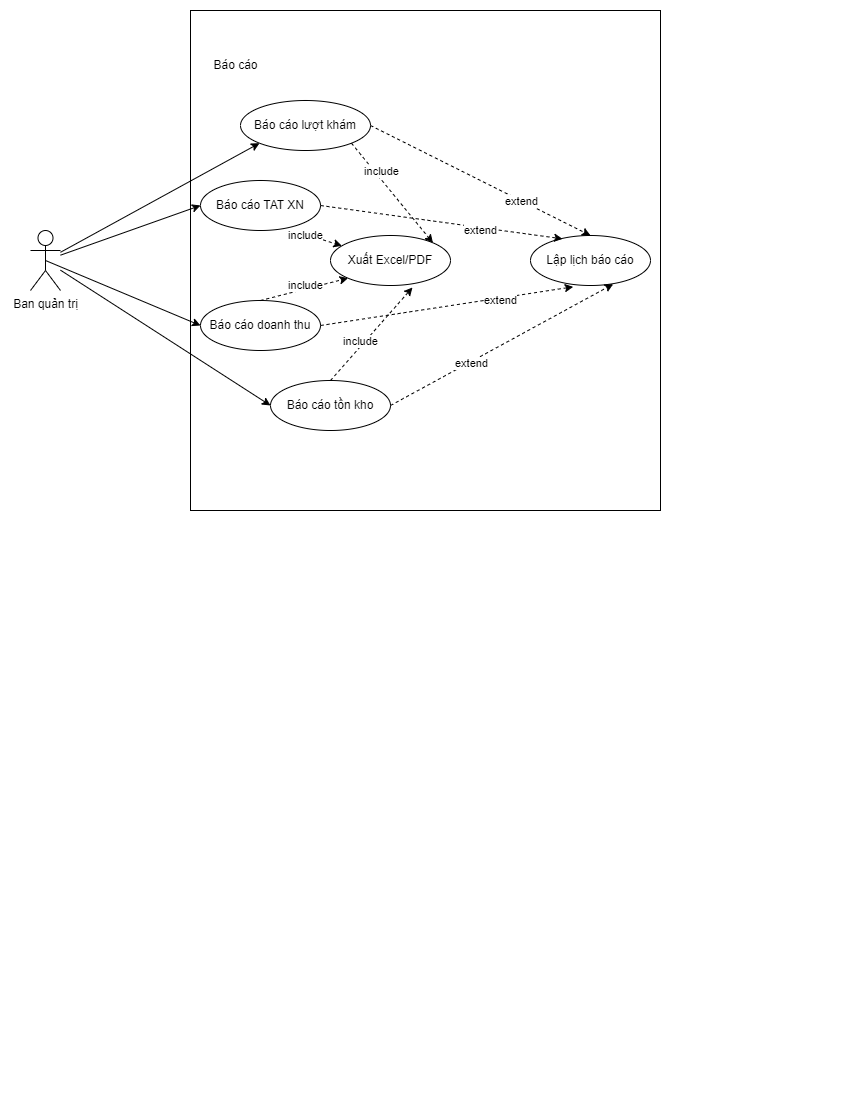 Báo cáo
Báo cáo lượt khám
include
extend
Báo cáo TAT XN
extend
include
Xuất Excel/PDF
Lập lịch báo cáo
Ban quản trị
include
extend
Báo cáo doanh thu
include
extend
Báo cáo tồn kho